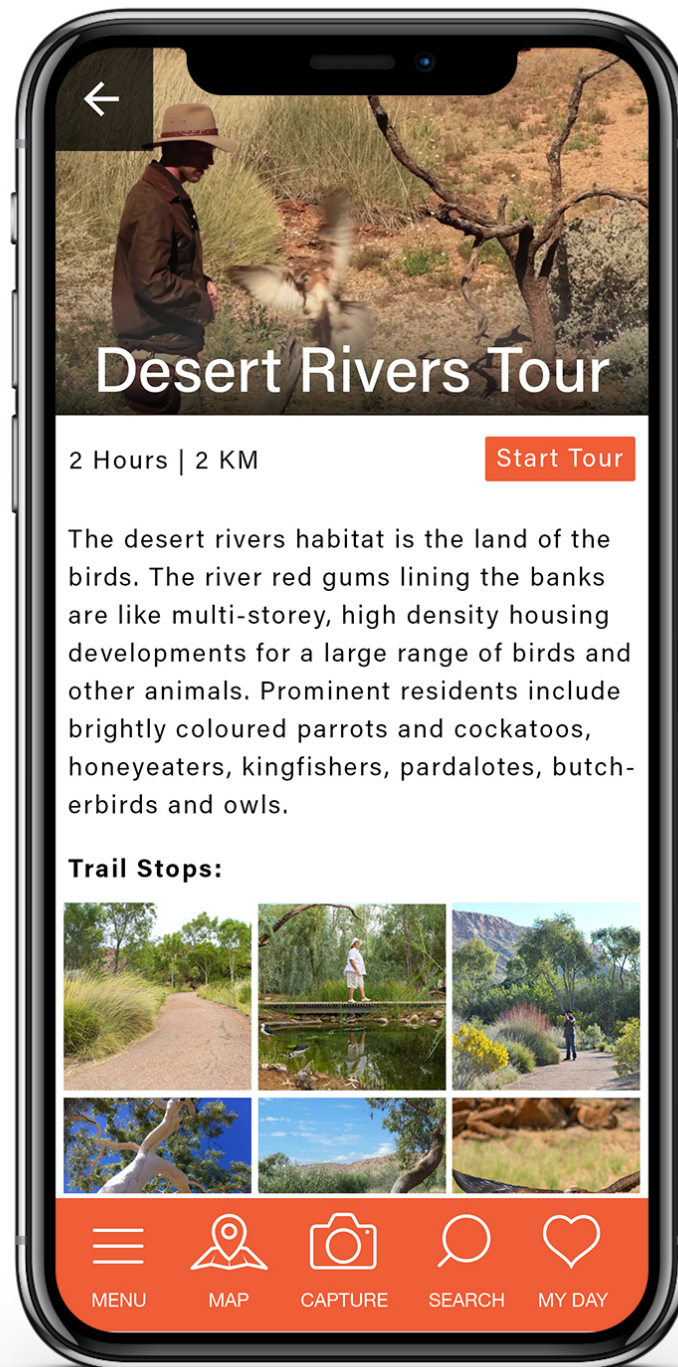 Desert Rivers Tour
2 Hours | 2 KM
Start Tour
The desert rivers habitat is the land of the
birds. The river red gums lining the banks
are like multi-storey, high density housing
developments for a large range of birds and
other animals. Prominent residents include
brightly coloured parrots and cockatoos,
honeyeaters, kingfishers, pardalotes, butch-
erbirds and owls.
Trail Stops:
MENU
MAP
CAPTURE
SEARCH
MY DAY